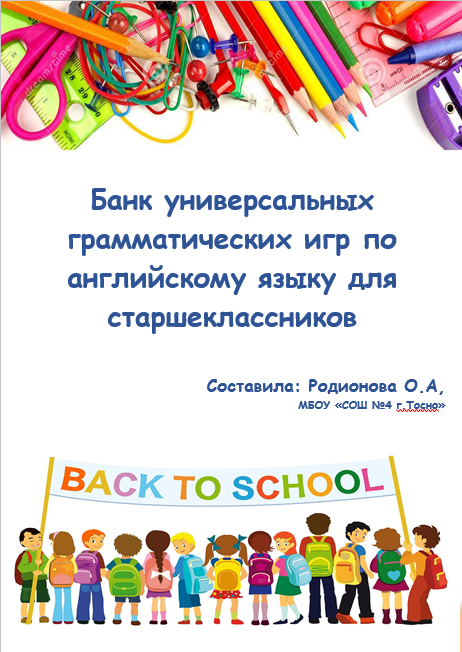 Банк универсальных
грамматических игр по
английскому языку для
старшеклассников
Составила: Родионова О.А,
МБОУ «СОШ №4 г.Тосно»
BACK TO SCHOOL